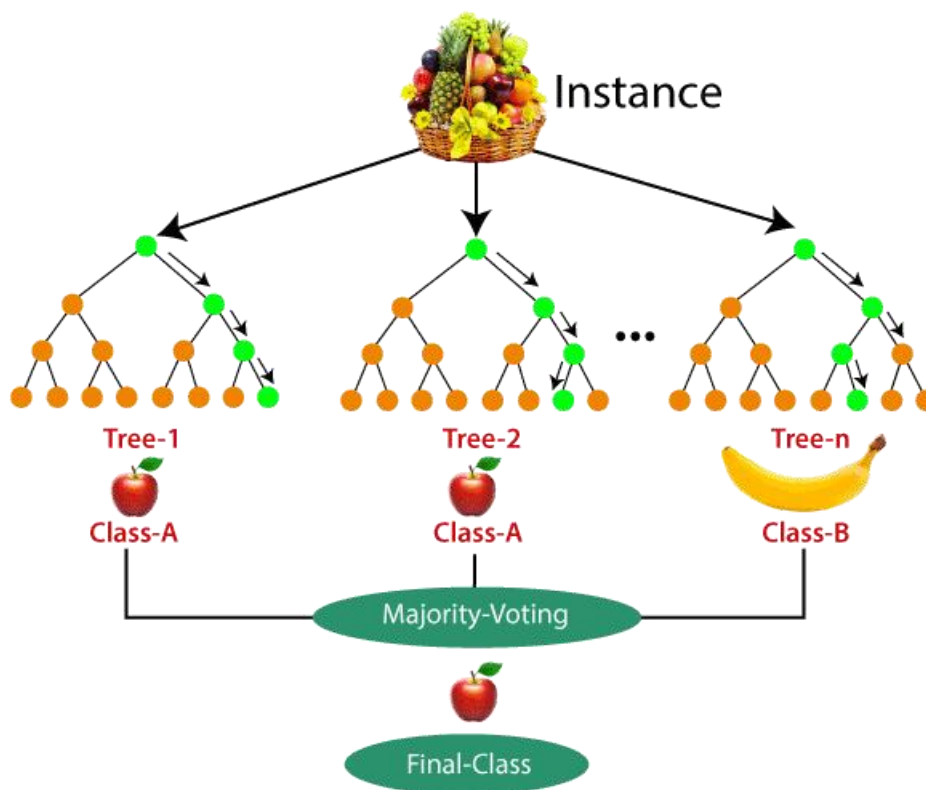 Instance
...
Tree-1
Tree-2
Tree-n
Class-A
Class-A
Class-B
Majority-Voting
Final-Class